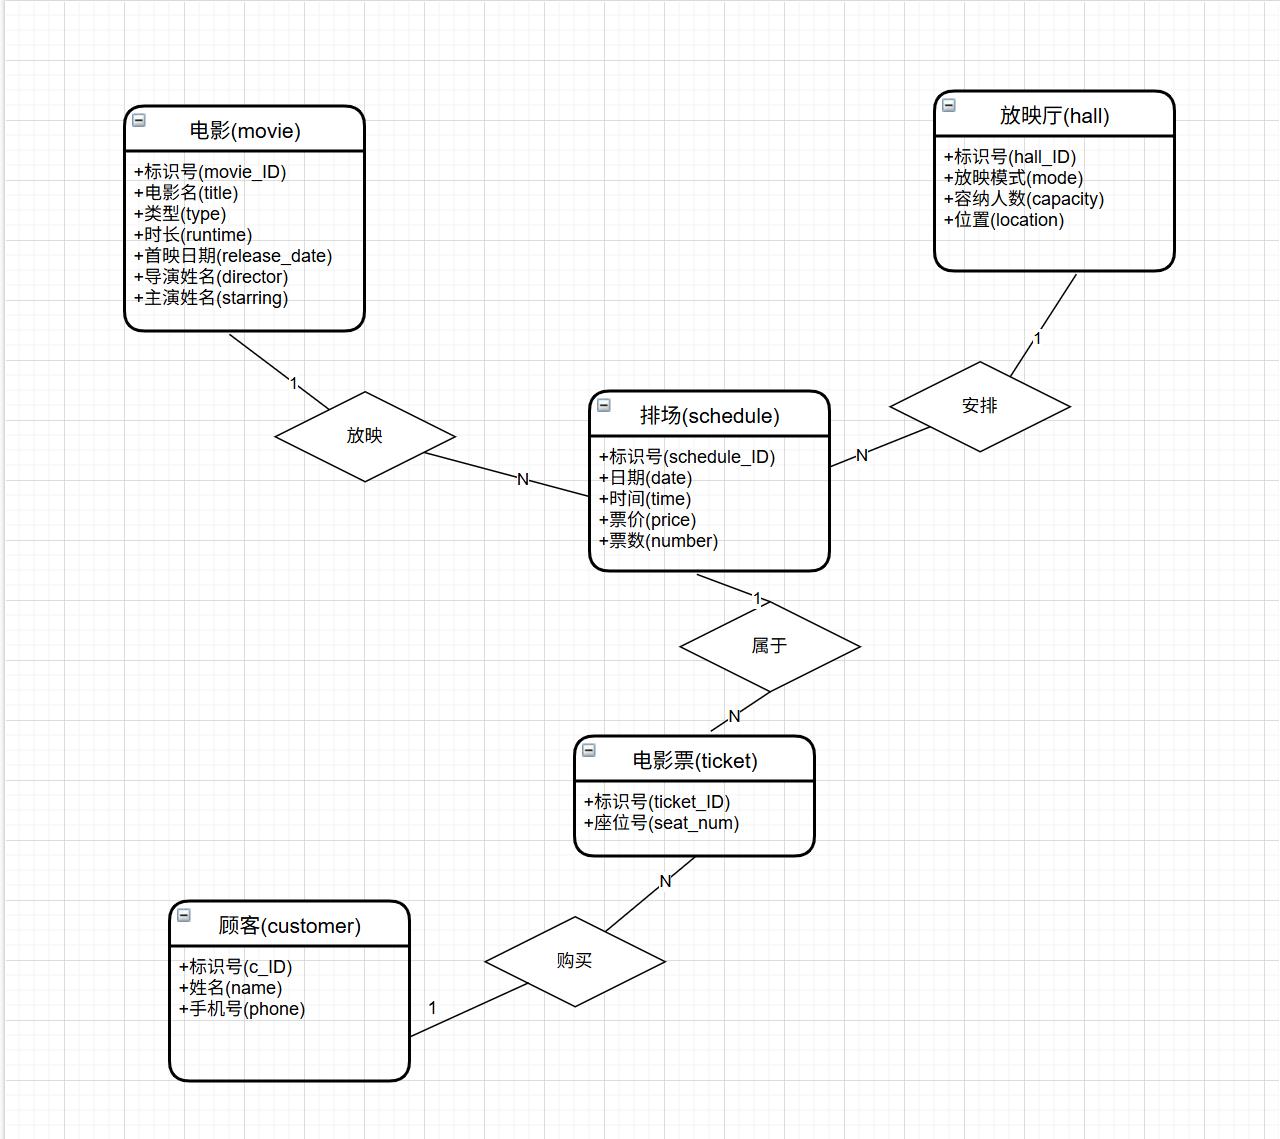 电影(movie)
+标识号(movie_ID)
+电影名(title)
+类型(type)
+时长(runtime)
+首映日期(release_date)
+导演姓名(director)
+主演姓名(starring)
放映厅(hall)
+标识号(hall_ID)
+放映模式(mode)
+容纳人数(capacity)
+位置(location)
1
1
放映
安排
N
N
排场(schedule)
+标识号(schedule_ID)
+日期(date)
+时间(time)
+票价(price)
+票数(number)
1
属于
N
电影票(ticket)
+标识号(ticket_ID)
+座位号(seat_num)
N
购买
1
顾客(customer)
+标识号(c_ID)
+姓名(name)
+手机号(phone)